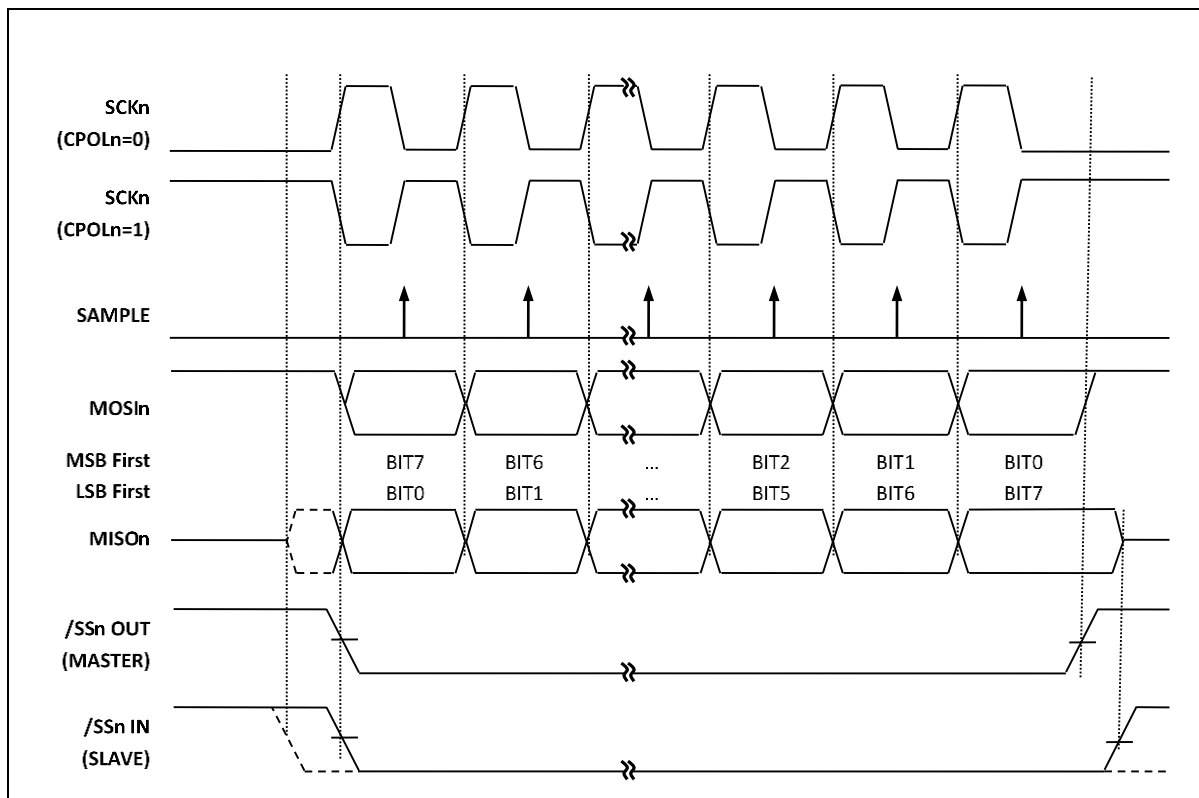 SCKn
(CPOLn=0)
SCKn
(CPOLn=1)
SAMPLE
MOSIn
MSB First BIT7 BIT6 ... BIT2 BIT1 BIT0
LSB First BIT0 BIT1 ... BIT5 BIT6 BIT7
MISOn
/SSn OUT
(MASTER)
/SSn IN
(SLAVE)